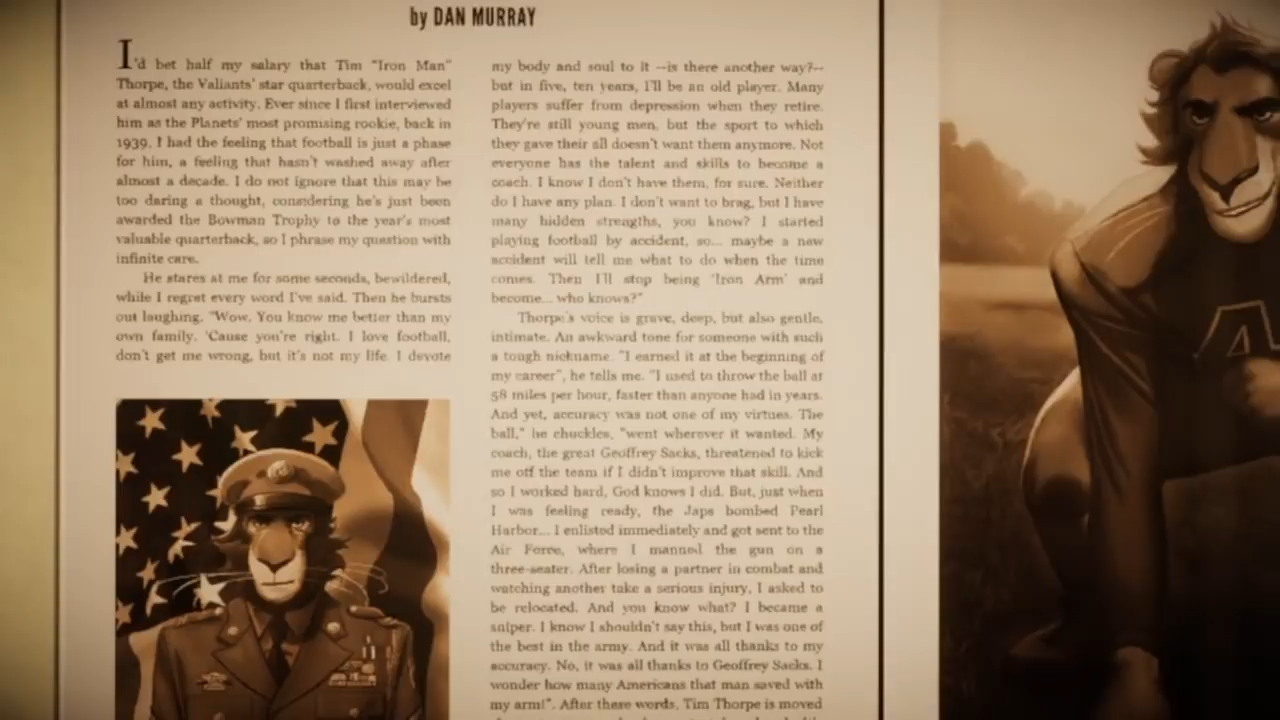 by DAN MURRAY
I'd bet half my salary that Tim "Iron Man"
Thorpe, the Valiants' star quarterback, would excel
at almost any activity. Ever since I first interviewed
him as the Planets' most promising rookie, back in
1939, I had the feeling that football is just a phase
for him, a feeling that hasn't washed away after
almost a decade. I do not ignore that this may be
too daring a thought, considering he's just been
awarded the Bowman Trophy to the year's most
valuable quarterback, so I phrase my question with
infinite care.
He stares at me for some seconds, bewildered,
while I regret every word I've said. Then he bursts
out laughing. "Wow. You know me better than my
own family. 'Cause you're right. I love football,
don't get me wrong, but it's not my life. I devote
my body and soul to it --is there another way?--
but in five, ten years, I'll be an old player. Many
players suffer from depression when they retire.
They're still young men, but the sport to which
they gave their all doesn't want them anymore. Not
everyone has the talent and skills to become a
coach. I know I don't have them, for sure. Neither
do I have any plan. I don't want to brag, but I have
many hidden strengths, you know? I started
playing football by accident, so... maybe a new
accident will tell me what to do when the time
comes. Then I'll stop being 'Iron Arm' and
become... who knows?"
Thorpe's voice is grave, deep, but also gentle,
intimate. An awkward tone for someone with such
a tough nickname. "I earned it at the beginning of
my career", he tells me. "I used to throw the ball at
58 miles per hour, faster than anyone had in years.
And yet, accuracy was not one of my virtues. The
ball," he chuckles, "went wherever it wanted. My
coach, the great Geoffrey Sacks, threatened to kick
me off the team if I didn't improve that skill. And
so I worked hard, God knows I did. But, just when
I was feeling ready, the Japs bombed Pearl
Harbor... I enlisted immediately and got sent to the
Air Force, where I manned the gun on a
three-seater. After losing a partner in combat and
watching another take a serious injury, I asked to
be relocated. And you know what? I became a
sniper. I know I shouldn't say this, but I was one of
the best in the army. And it was all thanks to my
accuracy. No, it was all thanks to Geoffrey Sacks. I
wonder how many Americans that man saved with
my arm!". After these words, Tim Thorpe is moved